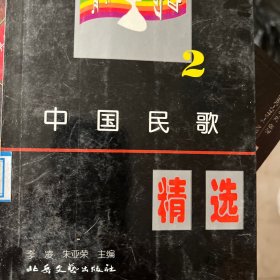 2
中国民歌
精选
李凌 朱亚荣 主编
北岳文艺出版社